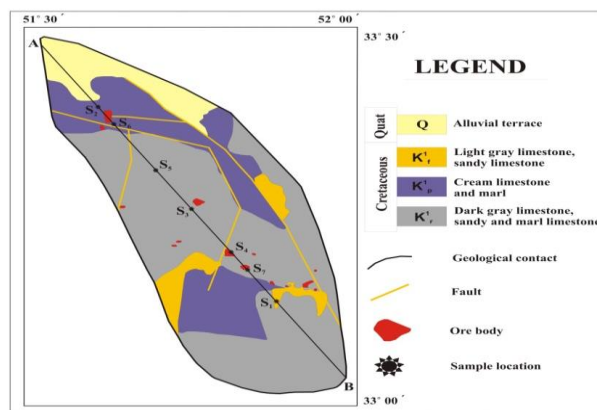 51° 30´
52° 00´
33° 30´
A
S2
S6
S5
S3
S4
S7
S1
B
33° 00´
LEGEND
Quat
Q Alluvial terrace
Cretaceous
Light gray limestone,
sandy limestone
Cream limestone
and marl
Dark gray limestone,
sandy and marl limestone
Geological contact
Fault
Ore body
Sample location